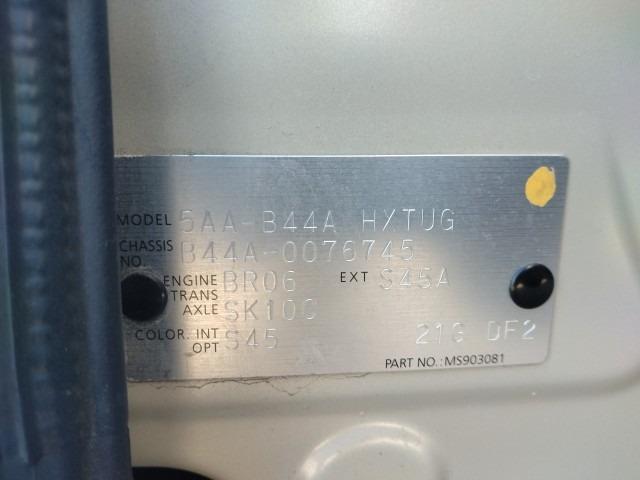 MODEL 5AA-B44A HXTUG
CHASSIS NO. B44A-0076745
ENGINE BR06 EXT S45A
TRANS AXLE SK10C
COLOR. INT S45
OPT 213 DF2
PART NO.:MS903081